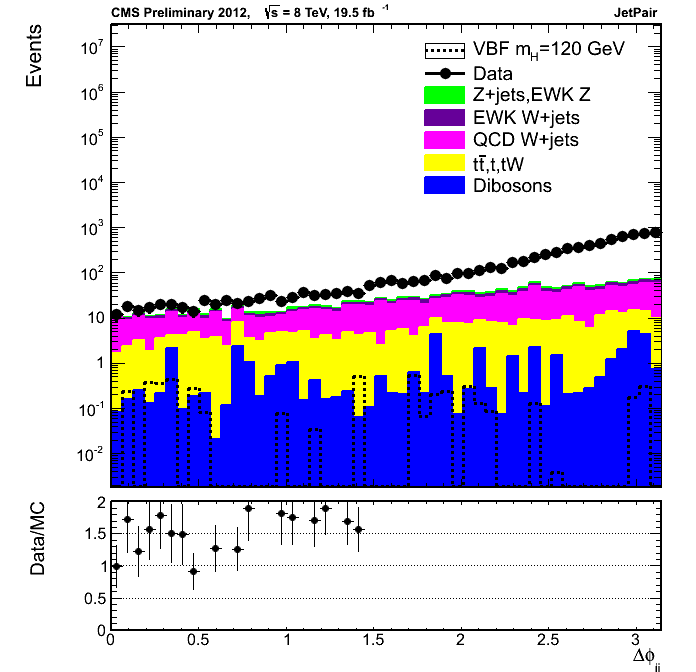 CMS Preliminary 2012, √s = 8 TeV, 19.5 fb⁻¹ JetPair
Events
10⁷
10⁶
10⁵
10⁴
10³
10²
10
1
10⁻¹
10⁻²
VBF m_H=120 GeV
Data
Z+jets,EWK Z
EWK W+jets
QCD W+jets
tt̄,t,tW
Dibosons
Data/MC
2
1.5
1
0.5
0
0 0.5 1 1.5 2 2.5 3
Δϕ_jj